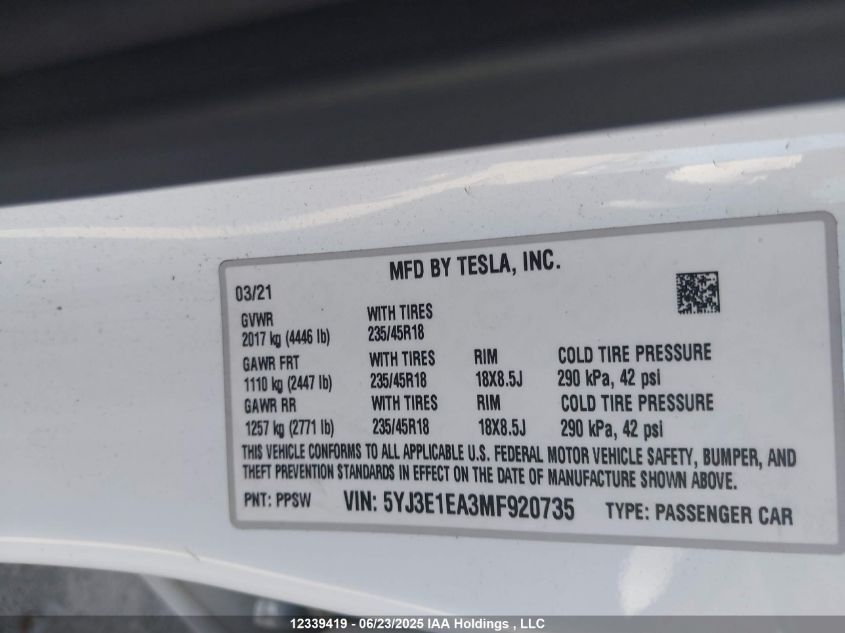 MFD BY TESLA, INC.
03/21
GVWR WITH TIRES
2017 kg (4446 lb) 235/45R18
GAWR FRT WITH TIRES RIM COLD TIRE PRESSURE
1110 kg (2447 lb) 235/45R18 18X8.5J 290 kPa, 42 psi
GAWR RR WITH TIRES RIM COLD TIRE PRESSURE
1257 kg (2771 lb) 235/45R18 18X8.5J 290 kPa, 42 psi
THIS VEHICLE CONFORMS TO ALL APPLICABLE U.S. FEDERAL MOTOR VEHICLE SAFETY, BUMPER, AND
THEFT PREVENTION STANDARDS IN EFFECT ON THE DATE OF MANUFACTURE SHOWN ABOVE.
PNT: PPSW VIN: 5YJ3E1EA3MF920735 TYPE: PASSENGER CAR
12339419 - 06/23/2025 IAA Holdings , LLC